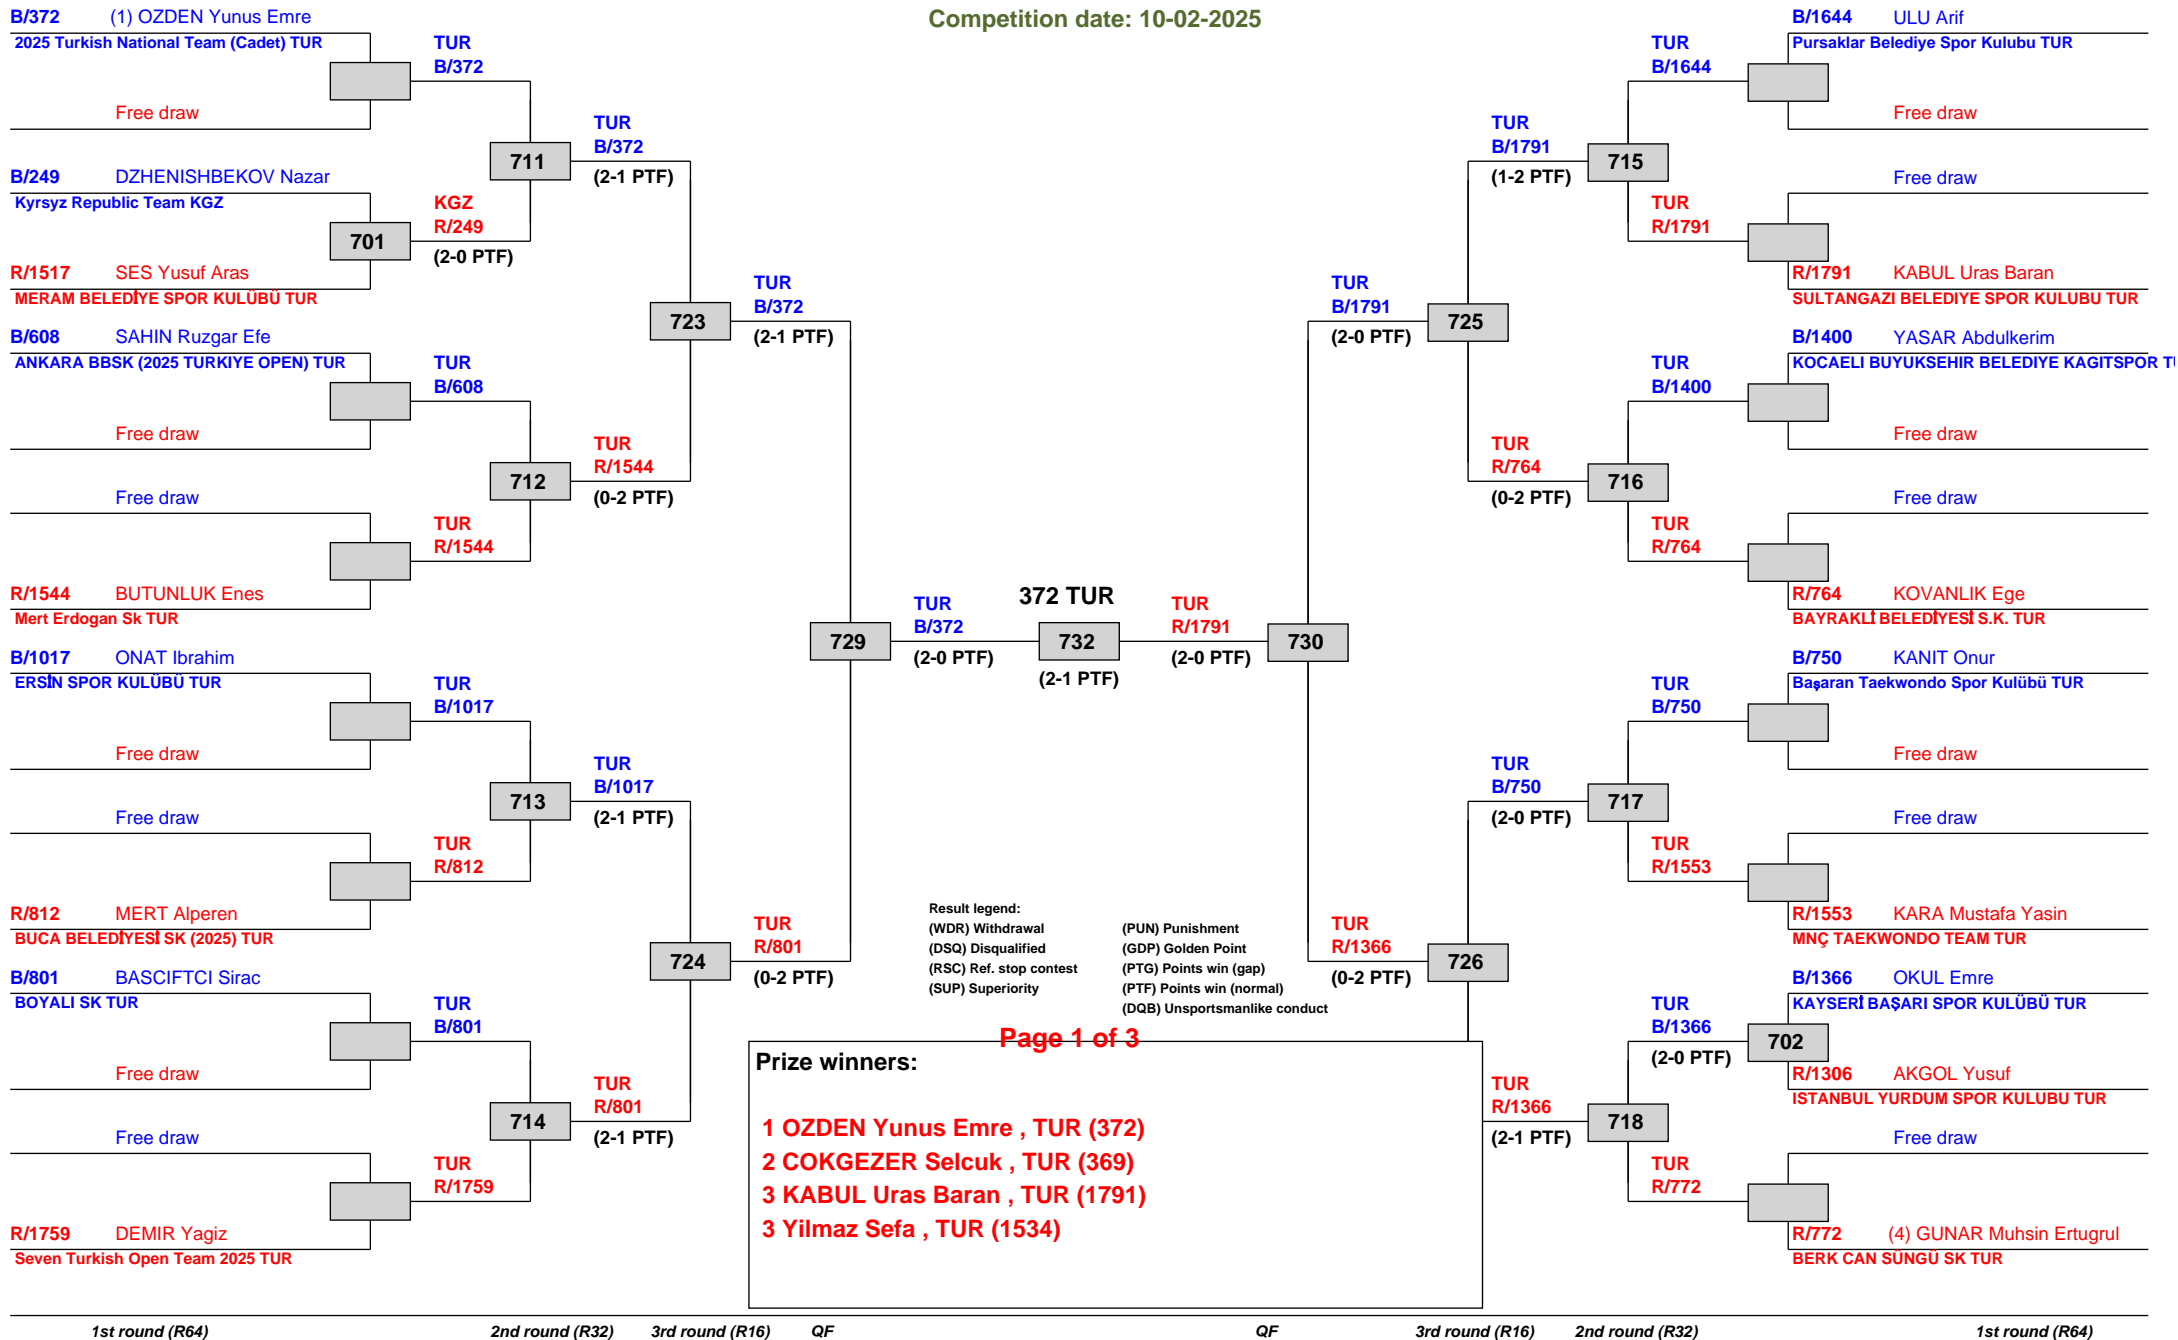 Competition date: 10-02-2025
B/372 (1) OZDEN Yunus Emre
2025 Turkish National Team (Cadet) TUR
Free draw
B/249 DZHENISHBEKOV Nazar
Kyrsyz Republic Team KGZ
701
R/1517 SES Yusuf Aras
MERAM BELEDİYE SPOR KULÜBÜ TUR
B/608 SAHIN Ruzgar Efe
ANKARA BBSK (2025 TURKIYE OPEN) TUR
Free draw
Free draw
R/1544 BUTUNLUK Enes
Mert Erdogan Sk TUR
B/1017 ONAT Ibrahim
ERSİN SPOR KULÜBÜ TUR
Free draw
Free draw
R/812 MERT Alperen
BUCA BELEDİYESİ SK (2025) TUR
B/801 BASCIFTCI Sirac
BOYALI SK TUR
Free draw
Free draw
R/1759 DEMIR Yagiz
Seven Turkish Open Team 2025 TUR
TUR
B/372
711
KGZ
R/249
(2-0 PTF)
TUR
B/608
712
TUR
R/1544
TUR
B/1017
713
TUR
R/812
TUR
B/801
714
TUR
R/1759
TUR
B/372
(2-1 PTF)
723
TUR
R/1544
(0-2 PTF)
TUR
B/1017
(2-1 PTF)
724
TUR
R/801
(2-1 PTF)
TUR
B/372
(2-1 PTF)
729
TUR
R/801
(0-2 PTF)
TUR
B/372
(2-0 PTF)
372 TUR
732
(2-1 PTF)
TUR
R/1791
(2-0 PTF)
730
TUR
B/1791
(2-0 PTF)
TUR
R/1366
(0-2 PTF)
725
726
TUR
B/1791
(1-2 PTF)
TUR
R/764
(0-2 PTF)
TUR
B/750
(2-0 PTF)
TUR
R/1366
(2-1 PTF)
715
716
717
718
TUR
B/1644
TUR
R/1791
TUR
B/1400
TUR
R/764
TUR
B/750
TUR
R/1553
TUR
B/1366
(2-0 PTF)
TUR
R/772
B/1644 ULU Arif
Pursaklar Belediye Spor Kulubu TUR
Free draw
Free draw
R/1791 KABUL Uras Baran
SULTANGAZI BELEDIYE SPOR KULUBU TUR
B/1400 YASAR Abdulkerim
KOCAELI BUYUKSEHIR BELEDIYE KAGITSPOR TU
Free draw
Free draw
R/764 KOVANLIK Ege
BAYRAKLİ BELEDİYESİ S.K. TUR
B/750 KANIT Onur
Başaran Taekwondo Spor Kulübü TUR
Free draw
Free draw
R/1553 KARA Mustafa Yasin
MNÇ TAEKWONDO TEAM TUR
B/1366 OKUL Emre
KAYSERİ BAŞARI SPOR KULÜBÜ TUR
702
R/1306 AKGOL Yusuf
ISTANBUL YURDUM SPOR KULUBU TUR
Free draw
R/772 (4) GUNAR Muhsin Ertugrul
BERK CAN SÜNGÜ SK TUR
Result legend:
(WDR) Withdrawal (PUN) Punishment
(DSQ) Disqualified (GDP) Golden Point
(RSC) Ref. stop contest (PTG) Points win (gap)
(SUP) Superiority (PTF) Points win (normal)
(DQB) Unsportsmanlike conduct
Page 1 of 3
Prize winners:
1 OZDEN Yunus Emre , TUR (372)
2 COKGEZER Selcuk , TUR (369)
3 KABUL Uras Baran , TUR (1791)
3 Yilmaz Sefa , TUR (1534)
1st round (R64) 2nd round (R32) 3rd round (R16) QF QF 3rd round (R16) 2nd round (R32) 1st round (R64)